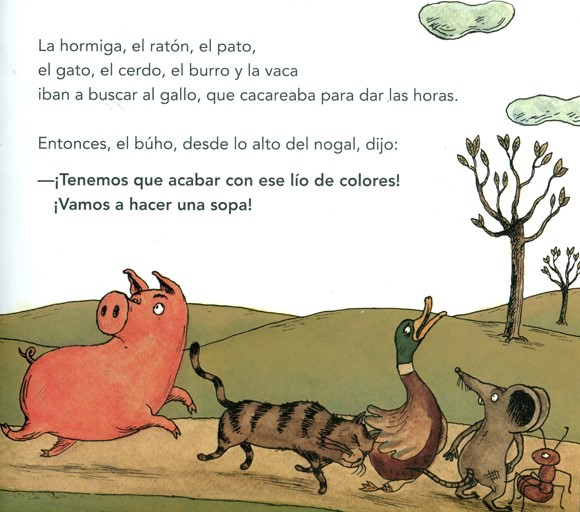 La hormiga, el ratón, el pato,
el gato, el cerdo, el burro y la vaca
iban a buscar al gallo, que cacareaba para dar las horas.
Entonces, el búho, desde lo alto del nogal, dijo:
—¡Tenemos que acabar con ese lío de colores!
¡Vamos a hacer una sopa!